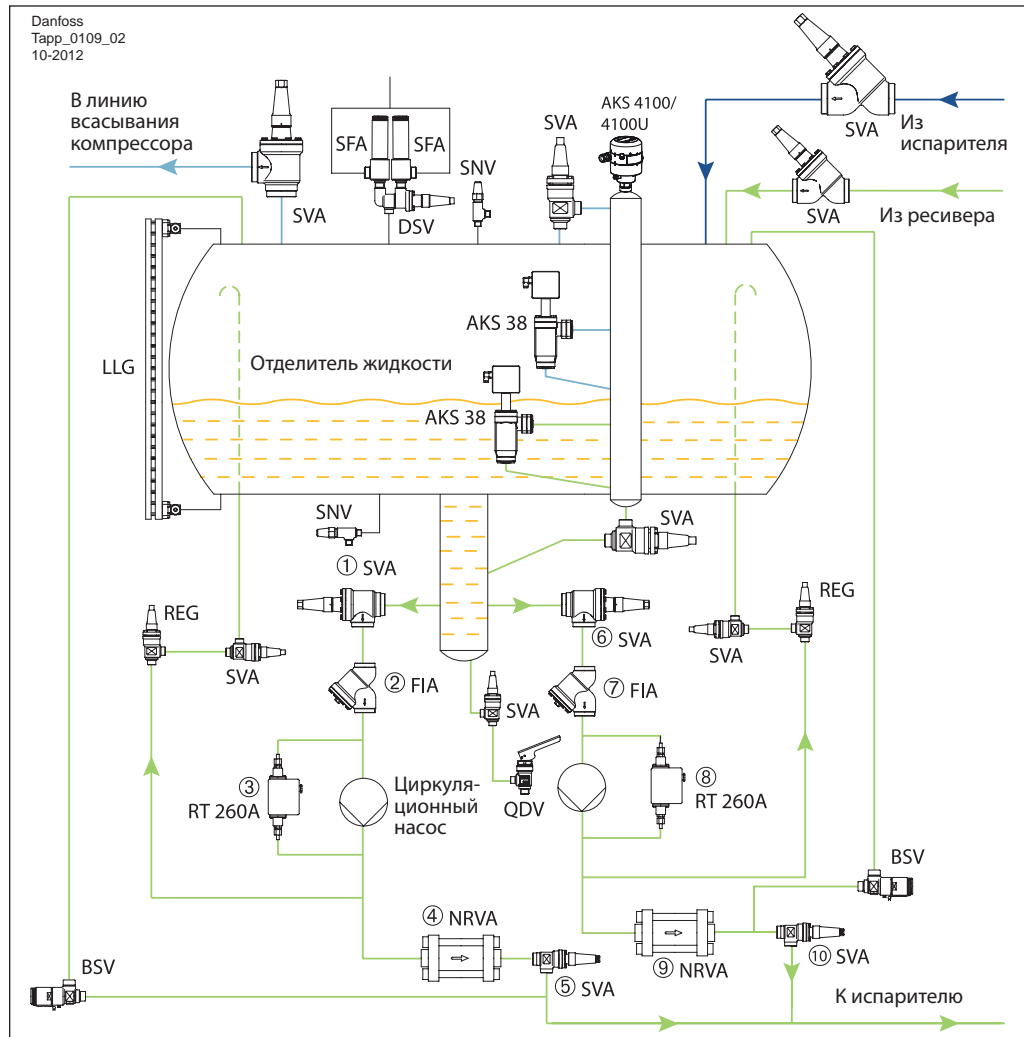 Danfoss
Tapp_0109_02
10-2012
В линию
всасывания
компрессора
SVA
SFA
SFA
DSV
SNV
SVA
AKS 4100/
4100U
SVA
Из
испарителя
SVA
Из ресивера
LLG
Отделитель жидкости
AKS 38
AKS 38
SNV
SVA
① SVA
⑥ SVA
REG
SVA
REG
SVA
② FIA
⑦ FIA
SVA
QDV
③
RT 260A
Циркуля-
ционный
насос
⑧
RT 260A
④ NRVA
⑤ SVA
⑨ NRVA
⑩ SVA
BSV
BSV
К испарителю